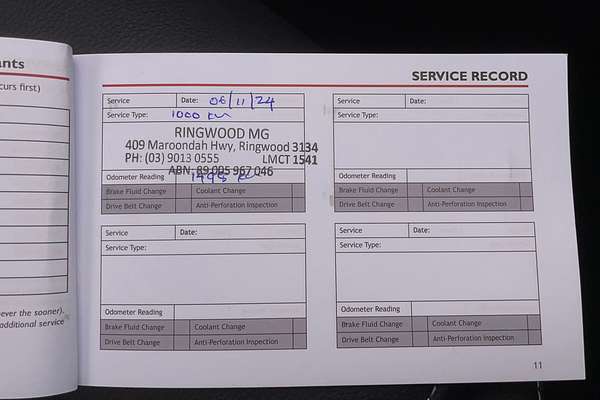 nts
curs first)
ever the sooner).
additional service
SERVICE RECORD
Service Date: 06/11/24
Service Type: 1000 km
RINGWOOD MG
409 Maroondah Hwy, Ringwood 3134
PH: (03) 9013 0555 LMCT 1541
ABN: 89 005 967 046
Odometer Reading 1498 km
Brake Fluid Change Coolant Change
Drive Belt Change Anti-Perforation Inspection
Service Date:
Service Type:
Odometer Reading
Brake Fluid Change Coolant Change
Drive Belt Change Anti-Perforation Inspection
Service Date:
Service Type:
Odometer Reading
Brake Fluid Change Coolant Change
Drive Belt Change Anti-Perforation Inspection
Service Date:
Service Type:
Odometer Reading
Brake Fluid Change Coolant Change
Drive Belt Change Anti-Perforation Inspection
11